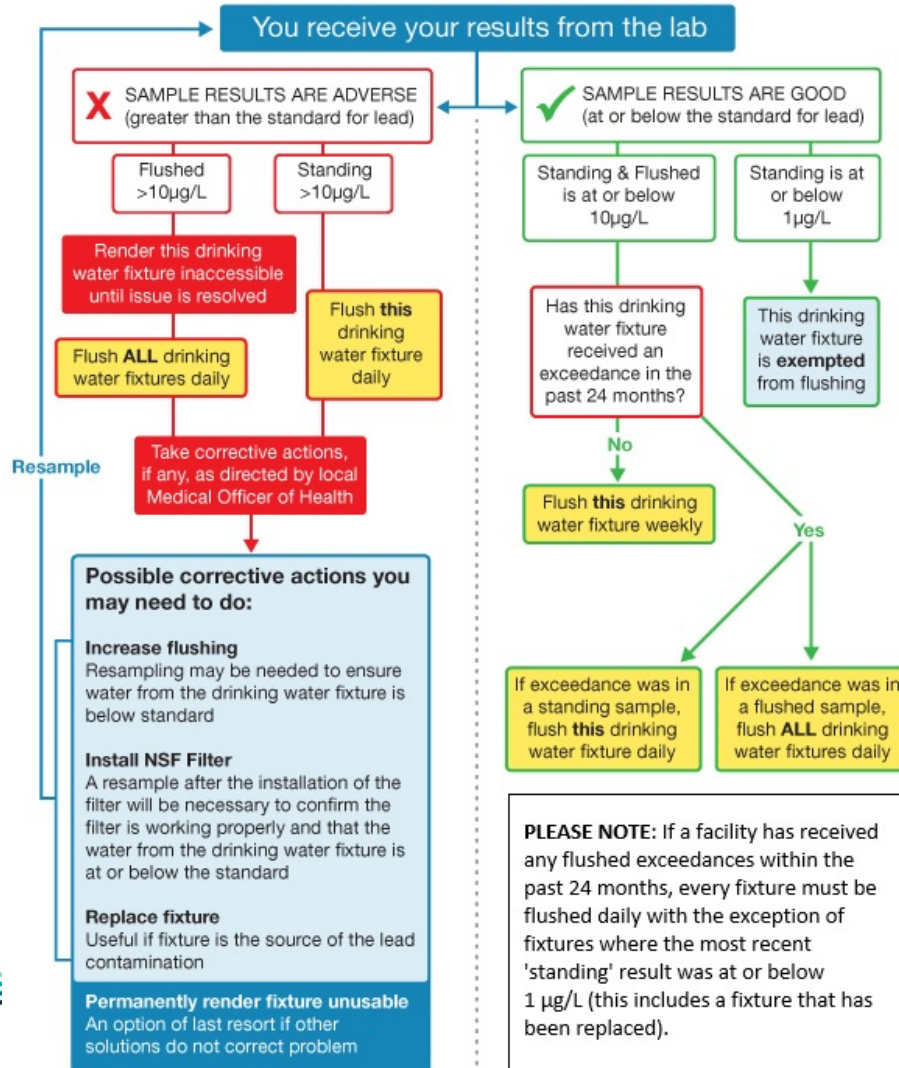 You receive your results from the lab
X SAMPLE RESULTS ARE ADVERSE
(greater than the standard for lead)
Flushed
>10µg/L
Standing
>10µg/L
Render this drinking
water fixture inaccessible
until issue is resolved
Flush ALL drinking
water fixtures daily
Flush this
drinking
water fixture
daily
Take corrective actions,
if any, as directed by local
Medical Officer of Health
Resample
Possible corrective actions you
may need to do:
Increase flushing
Resampling may be needed to ensure
water from the drinking water fixture is
below standard
Install NSF Filter
A resample after the installation of the
filter will be necessary to confirm the
filter is working properly and that the
water from the drinking water fixture is
at or below the standard
Replace fixture
Useful if fixture is the source of the lead
contamination
Permanently render fixture unusable
An option of last resort if other
solutions do not correct problem
SAMPLE RESULTS ARE GOOD
(at or below the standard for lead)
Standing & Flushed
is at or below
10µg/L
Standing is at
or below
1µg/L
Has this drinking
water fixture
received an
exceedance in the
past 24 months?
This drinking
water fixture
is exempted
from flushing
No
Flush this drinking
water fixture weekly
Yes
If exceedance was in
a standing sample,
flush this drinking
water fixture daily
If exceedance was in
a flushed sample,
flush ALL drinking
water fixtures daily
PLEASE NOTE: If a facility has received
any flushed exceedances within the
past 24 months, every fixture must be
flushed daily with the exception of
fixtures where the most recent
'standing' result was at or below
1 µg/L (this includes a fixture that has
been replaced).